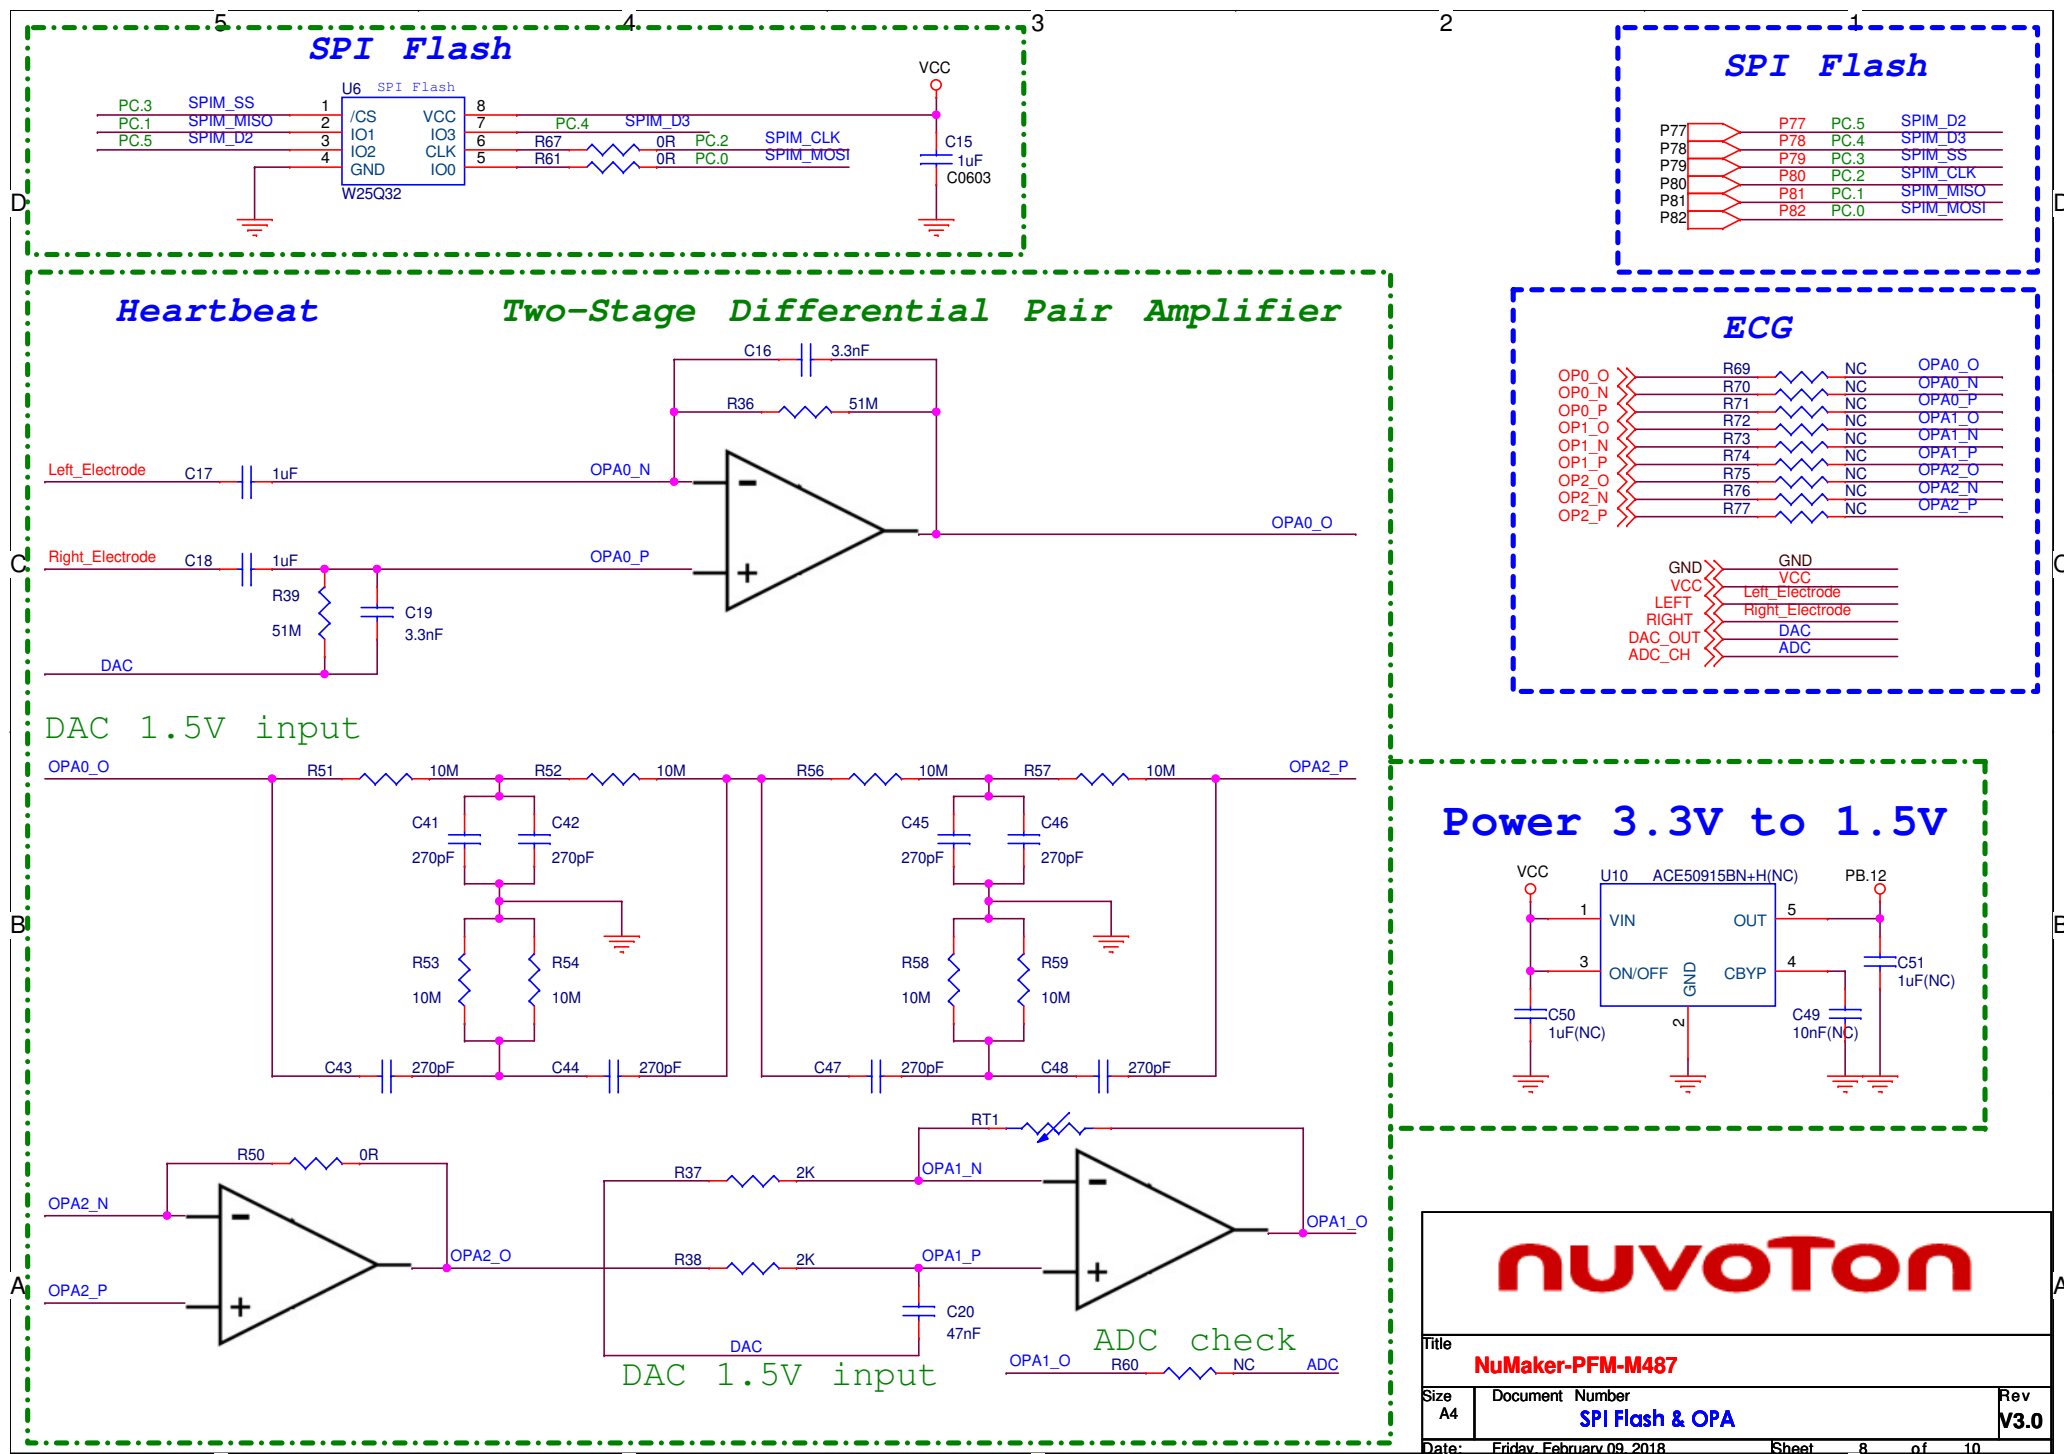 5 4 3 2 1
SPI Flash
U6 SPI Flash
VCC
PC.3 SPIM_SS 1 /CS VCC 8
PC.1 SPIM_MISO 2 IO1 IO3 7 PC.4 SPIM_D3
PC.5 SPIM_D2 3 IO2 CLK 6 R67 0R PC.2 SPIM_CLK
4 GND IO0 5 R61 0R PC.0 SPIM_MOSI
W25Q32
C15
1uF
C0603
SPI Flash
P77 P77 PC.5 SPIM_D2
P78 P78 PC.4 SPIM_D3
P79 P79 PC.3 SPIM_SS
P80 P80 PC.2 SPIM_CLK
P81 P81 PC.1 SPIM_MISO
P82 P82 PC.0 SPIM_MOSI
D D
Heartbeat Two-Stage Differential Pair Amplifier
C16 3.3nF
R36 51M
Left_Electrode C17 1uF OPA0_N
OPA0_O
Right_Electrode C18 1uF OPA0_P
R39
51M
C19
3.3nF
DAC
DAC 1.5V input
ECG
OP0_O R69 NC OPA0_O
OP0_N R70 NC OPA0_N
OP0_P R71 NC OPA0_P
OP1_O R72 NC OPA1_O
OP1_N R73 NC OPA1_N
OP1_P R74 NC OPA1_P
OP2_O R75 NC OPA2_O
OP2_N R76 NC OPA2_N
OP2_P R77 NC OPA2_P
GND GND
VCC VCC
LEFT Left_Electrode
RIGHT Right_Electrode
DAC_OUT DAC
ADC_CH ADC
C C
OPA0_O R51 10M R52 10M R56 10M R57 10M OPA2_P
C41 C42 C45 C46
270pF 270pF 270pF 270pF
R53 R54 R58 R59
10M 10M 10M 10M
C43 270pF C44 270pF C47 270pF C48 270pF
Power 3.3V to 1.5V
VCC U10 ACE50915BN+H(NC) PB.12
1 VIN OUT 5
3 ON/OFF GND CBYP 4
2
C51
1uF(NC)
C50
1uF(NC)
C49
10nF(NC)
B B
R50 0R
OPA2_N
OPA2_O
OPA2_P
RT1
R37 2K OPA1_N
OPA1_O
R38 2K OPA1_P
C20
47nF
DAC
DAC 1.5V input
ADC check
OPA1_O R60 NC ADC
A A
nuvoTon
Title
NuMaker-PFM-M487
Size
A4
Document Number
SPI Flash & OPA
Rev
V3.0
Date: Friday, February 09, 2018 Sheet 8 of 10